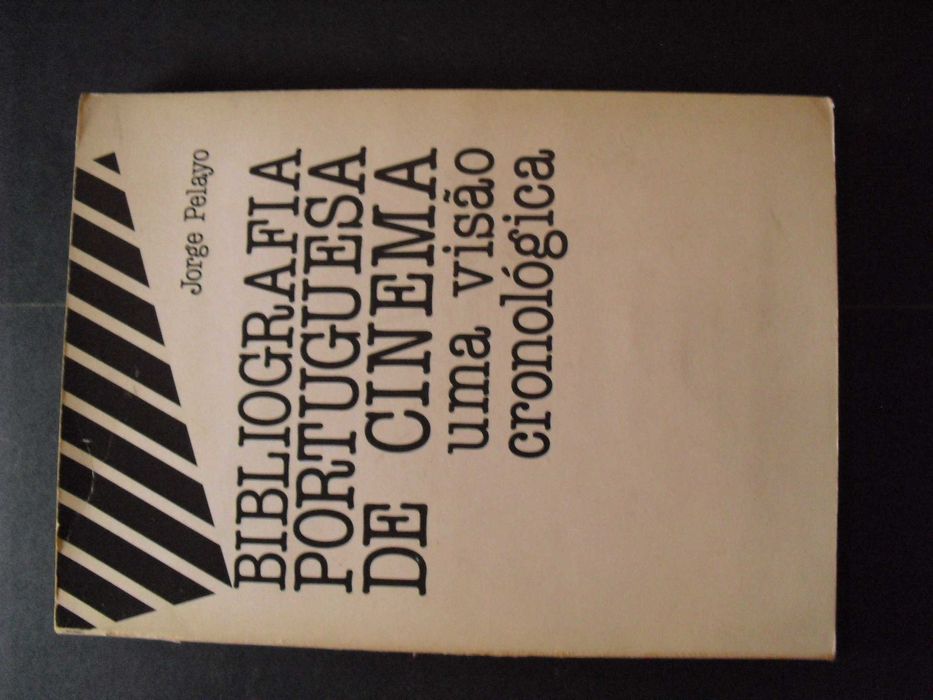 Jorge Pelayo
BIBLIOGRAFIA
PORTUGUESA
DE CINEMA
uma visão
cronológica